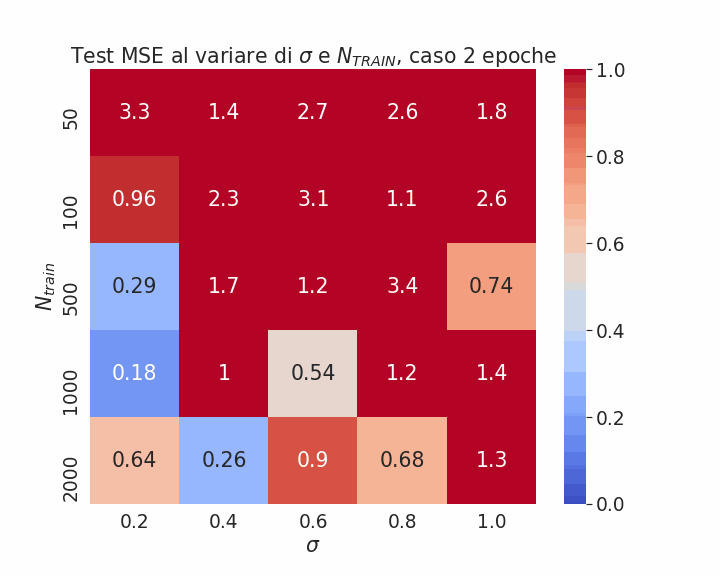 Test MSE al variare di σ e N_TRAIN, caso 2 epoche
N_train
50
3.3 1.4 2.7 2.6 1.8
100
0.96 2.3 3.1 1.1 2.6
500
0.29 1.7 1.2 3.4 0.74
1000
0.18 1 0.54 1.2 1.4
2000
0.64 0.26 0.9 0.68 1.3
0.2 0.4 0.6 0.8 1.0
σ
1.0
0.8
0.6
0.4
0.2
0.0